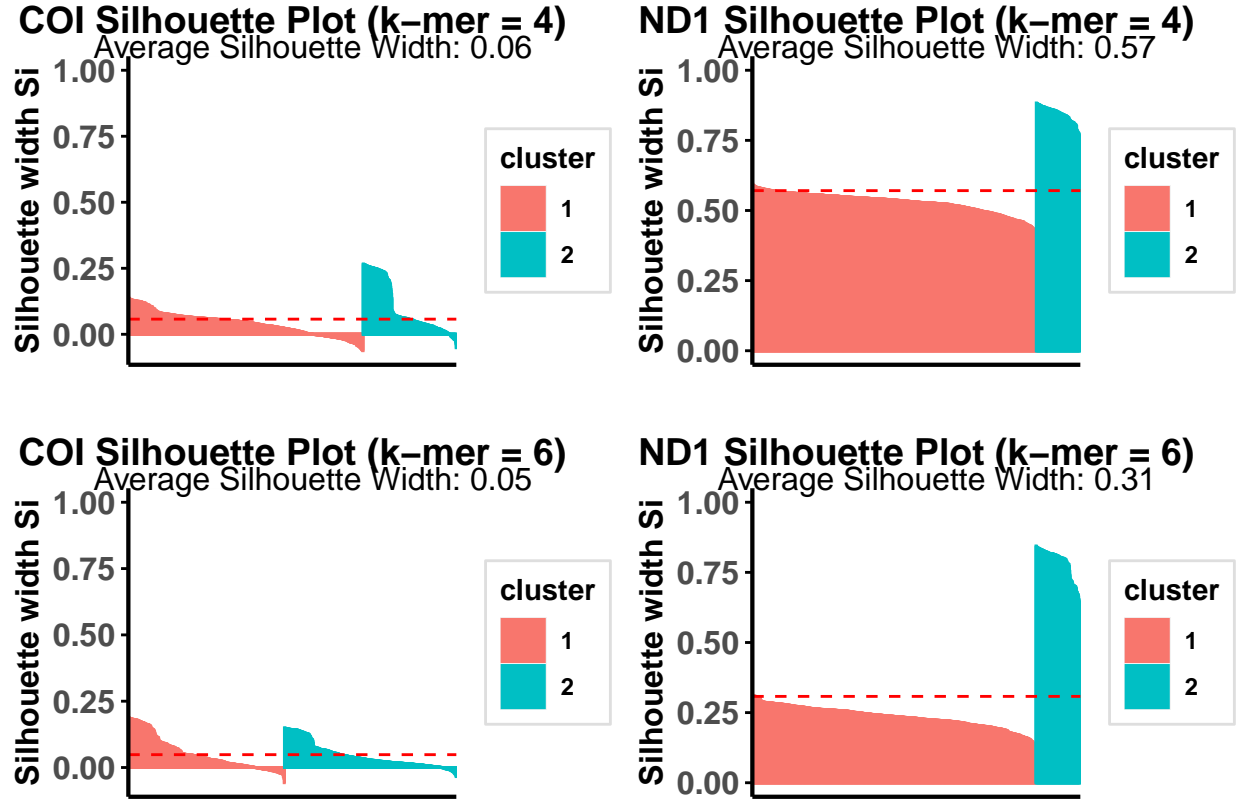 COI Silhouette Plot (k−mer = 4)
Average Silhouette Width: 0.06
Silhouette width Si
1.00
0.75
0.50
0.25
0.00
cluster
1
2
ND1 Silhouette Plot (k−mer = 4)
Average Silhouette Width: 0.57
Silhouette width Si
1.00
0.75
0.50
0.25
0.00
cluster
1
2
COI Silhouette Plot (k−mer = 6)
Average Silhouette Width: 0.05
Silhouette width Si
1.00
0.75
0.50
0.25
0.00
cluster
1
2
ND1 Silhouette Plot (k−mer = 6)
Average Silhouette Width: 0.31
Silhouette width Si
1.00
0.75
0.50
0.25
0.00
cluster
1
2